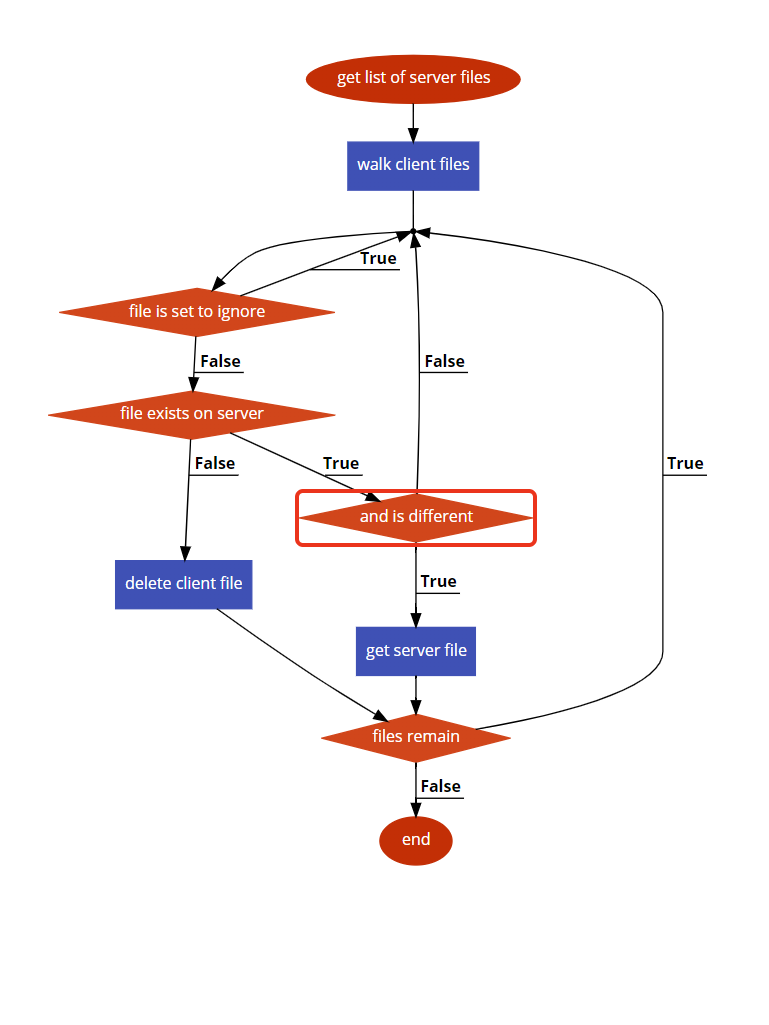 get list of server files
walk client files
True
file is set to ignore
False
False
file exists on server
False
True
True
and is different
delete client file
True
get server file
files remain
False
end